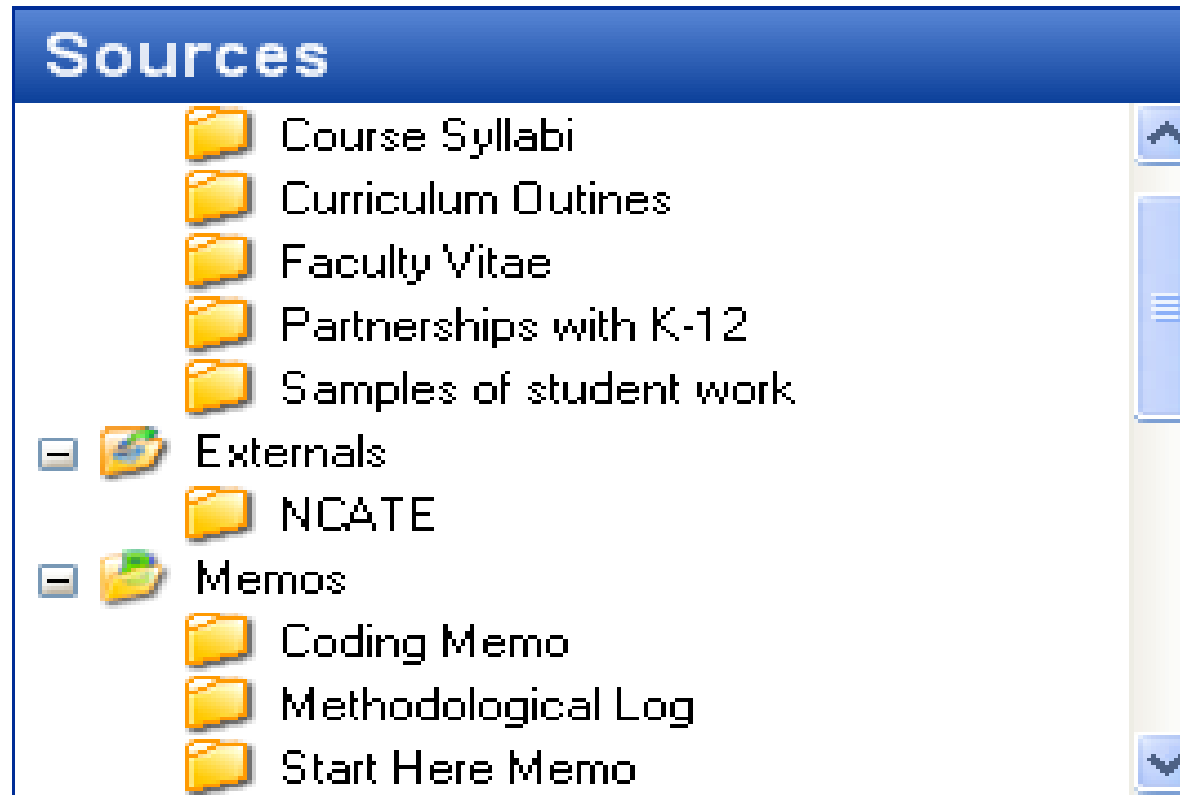 Sources
Course Syllabi
Curriculum Outines
Faculty Vitae
Partnerships with K-12
Samples of student work
Externals
NCATE
Memos
Coding Memo
Methodological Log
Start Here Memo